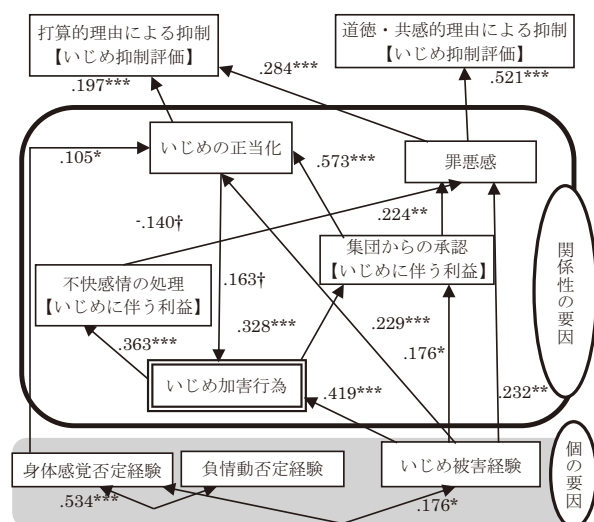 打算的理由による抑制
【いじめ抑制評価】
道徳・共感的理由による抑制
【いじめ抑制評価】
.197***
.284***
.521***
いじめの正当化
罪悪感
.105*
.573***
-.140†
.224**
集団からの承認
【いじめに伴う利益】
不快感情の処理
【いじめに伴う利益】
.163†
.328***
.229***
.363***
.176*
いじめ加害行為
.419***
.232**
関係性の要因
身体感覚否定経験
負情動否定経験
いじめ被害経験
個の要因
.534***
.176*